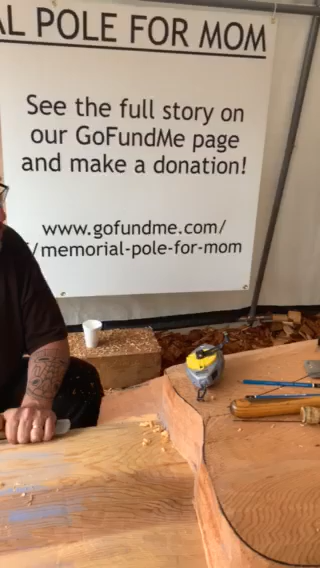 POLE FOR MOM
See the full story on
our GoFundMe page
and make a donation!
www.gofundme.com/
/memorial-pole-for-mom